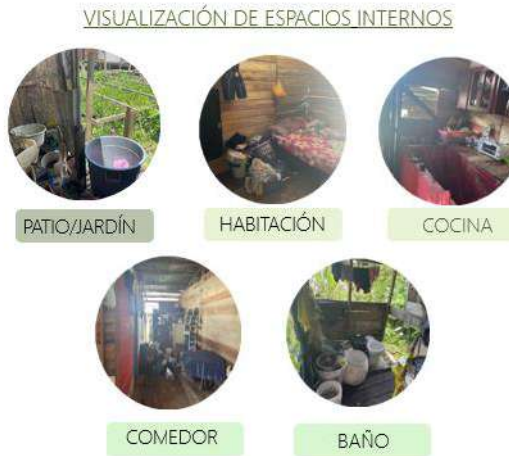 VISUALIZACIÓN DE ESPACIOS INTERNOS
PATIO/JARDÍN
HABITACIÓN
COCINA
COMEDOR
BAÑO